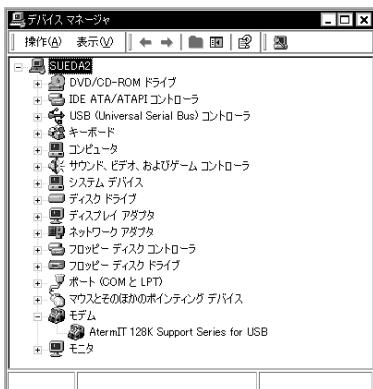 デバイス マネージャ
操作(A) 表示(V)
SUEDA2
DVD/CD-ROM ドライブ
IDE ATA/ATAPI コントローラ
USB (Universal Serial Bus) コントローラ
キーボード
コンピュータ
サウンド、ビデオ、およびゲーム コントローラ
システム デバイス
ディスク ドライブ
ディスプレイ アダプタ
ネットワーク アダプタ
フロッピー ディスク コントローラ
フロッピー ディスク ドライブ
ポート (COM と LPT)
マウスとそのほかのポインティング デバイス
モデム
AtermIT 128K Support Series for USB
モニタ